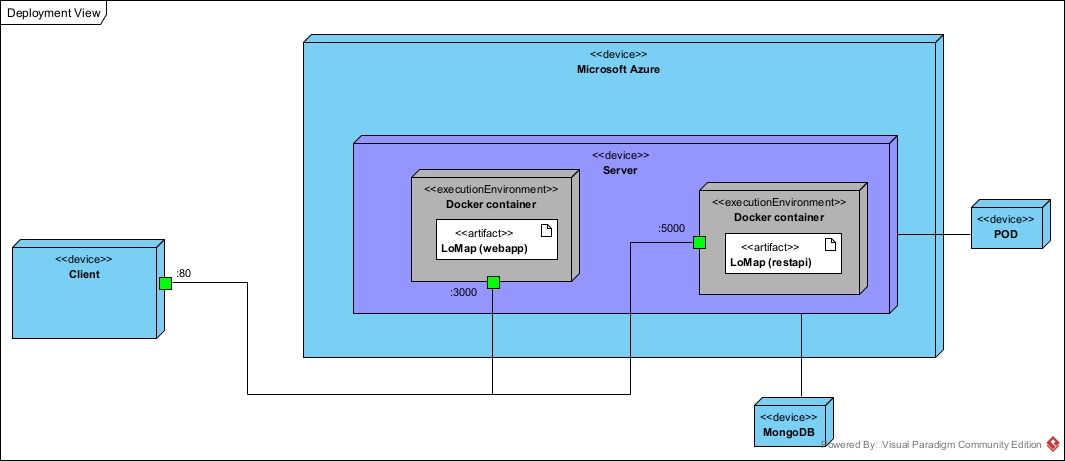 Deployment View
<<device>>
Microsoft Azure
<<device>>
Server
<<executionEnvironment>>
Docker container
<<artifact>>
LoMap (webapp)
:3000
<<executionEnvironment>>
Docker container
<<artifact>>
LoMap (restapi)
:5000
<<device>>
POD
<<device>>
Client
:80
<<device>>
MongoDB
Powered By Visual Paradigm Community Edition